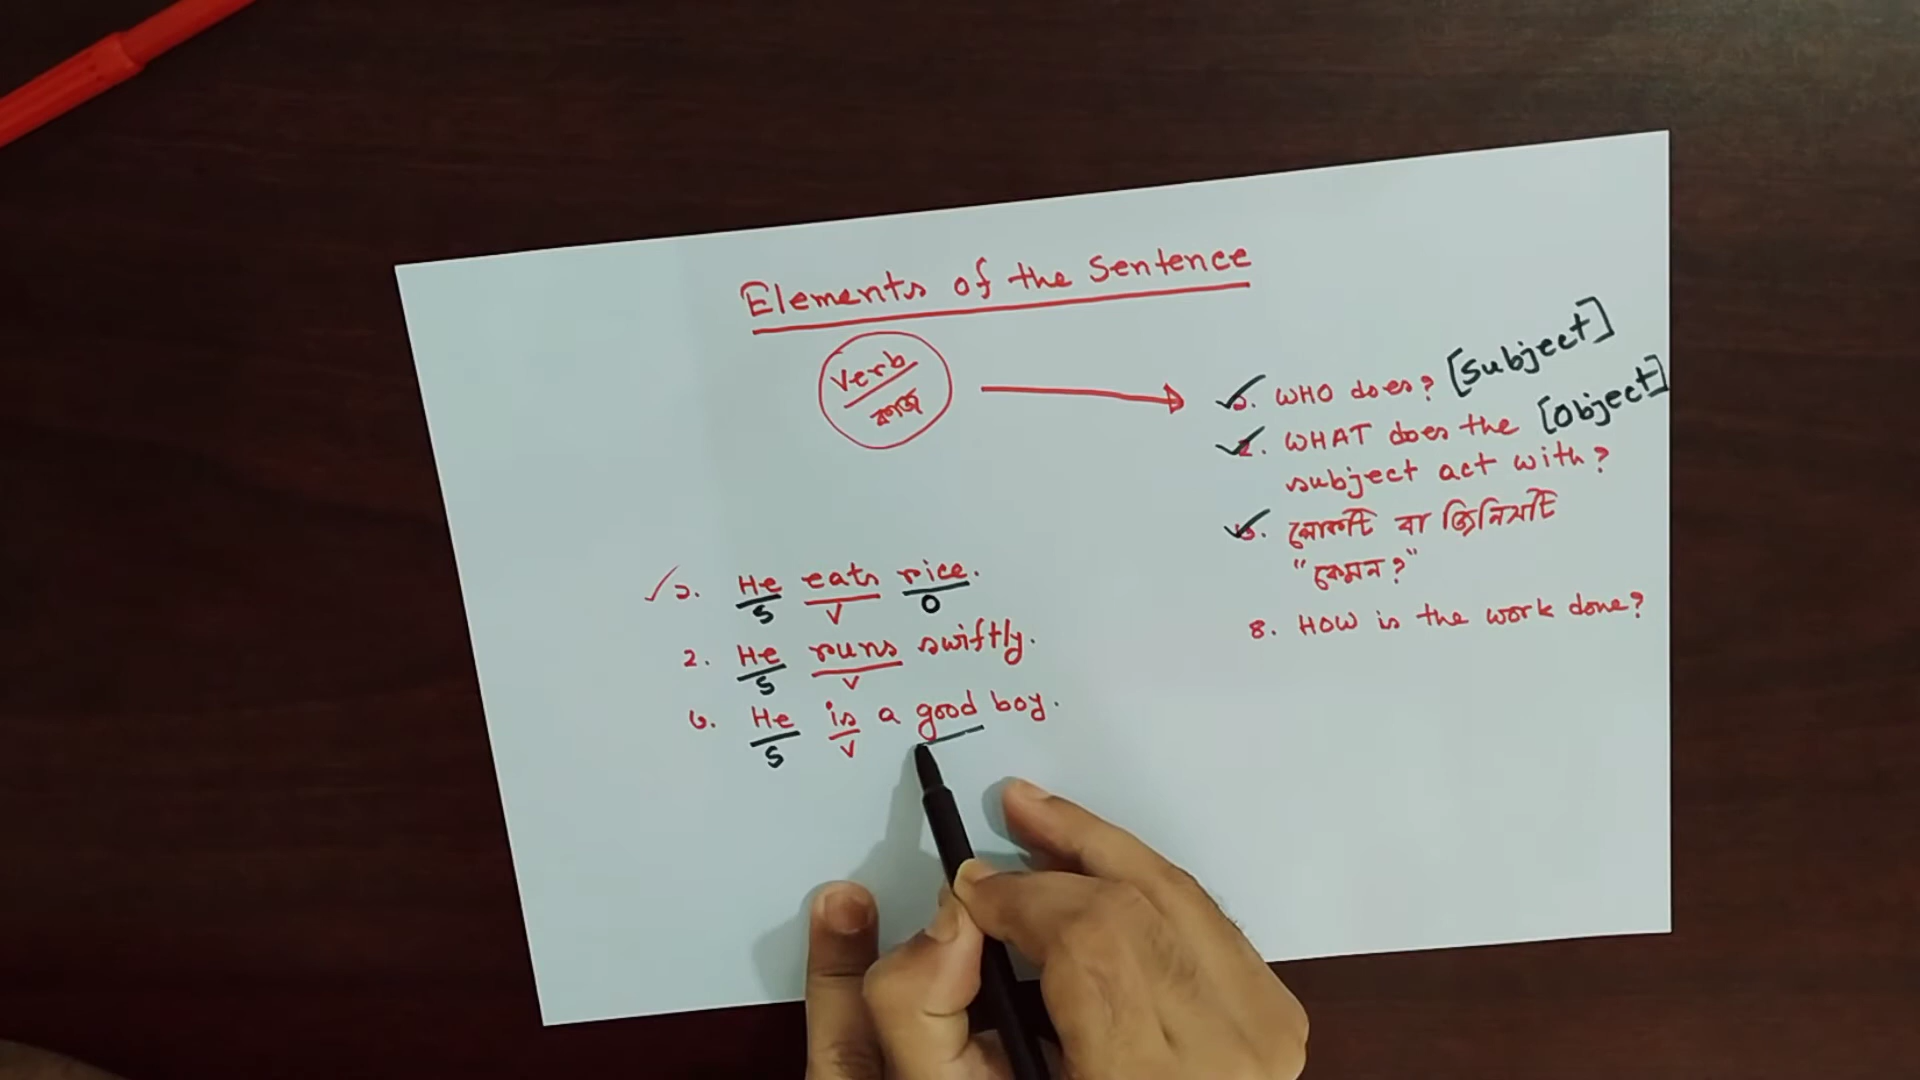 Elements of the Sentence
Verb
কাজ
১. WHO does? [Subject]
২. WHAT does the [Object]
subject act with?
৩. লোকটি বা জিনিসটি
"কেমন?"
৪. HOW is the work done?
১. He eats rice.
S V O
২. He runs swiftly.
S V
৩. He is a good boy.
S V